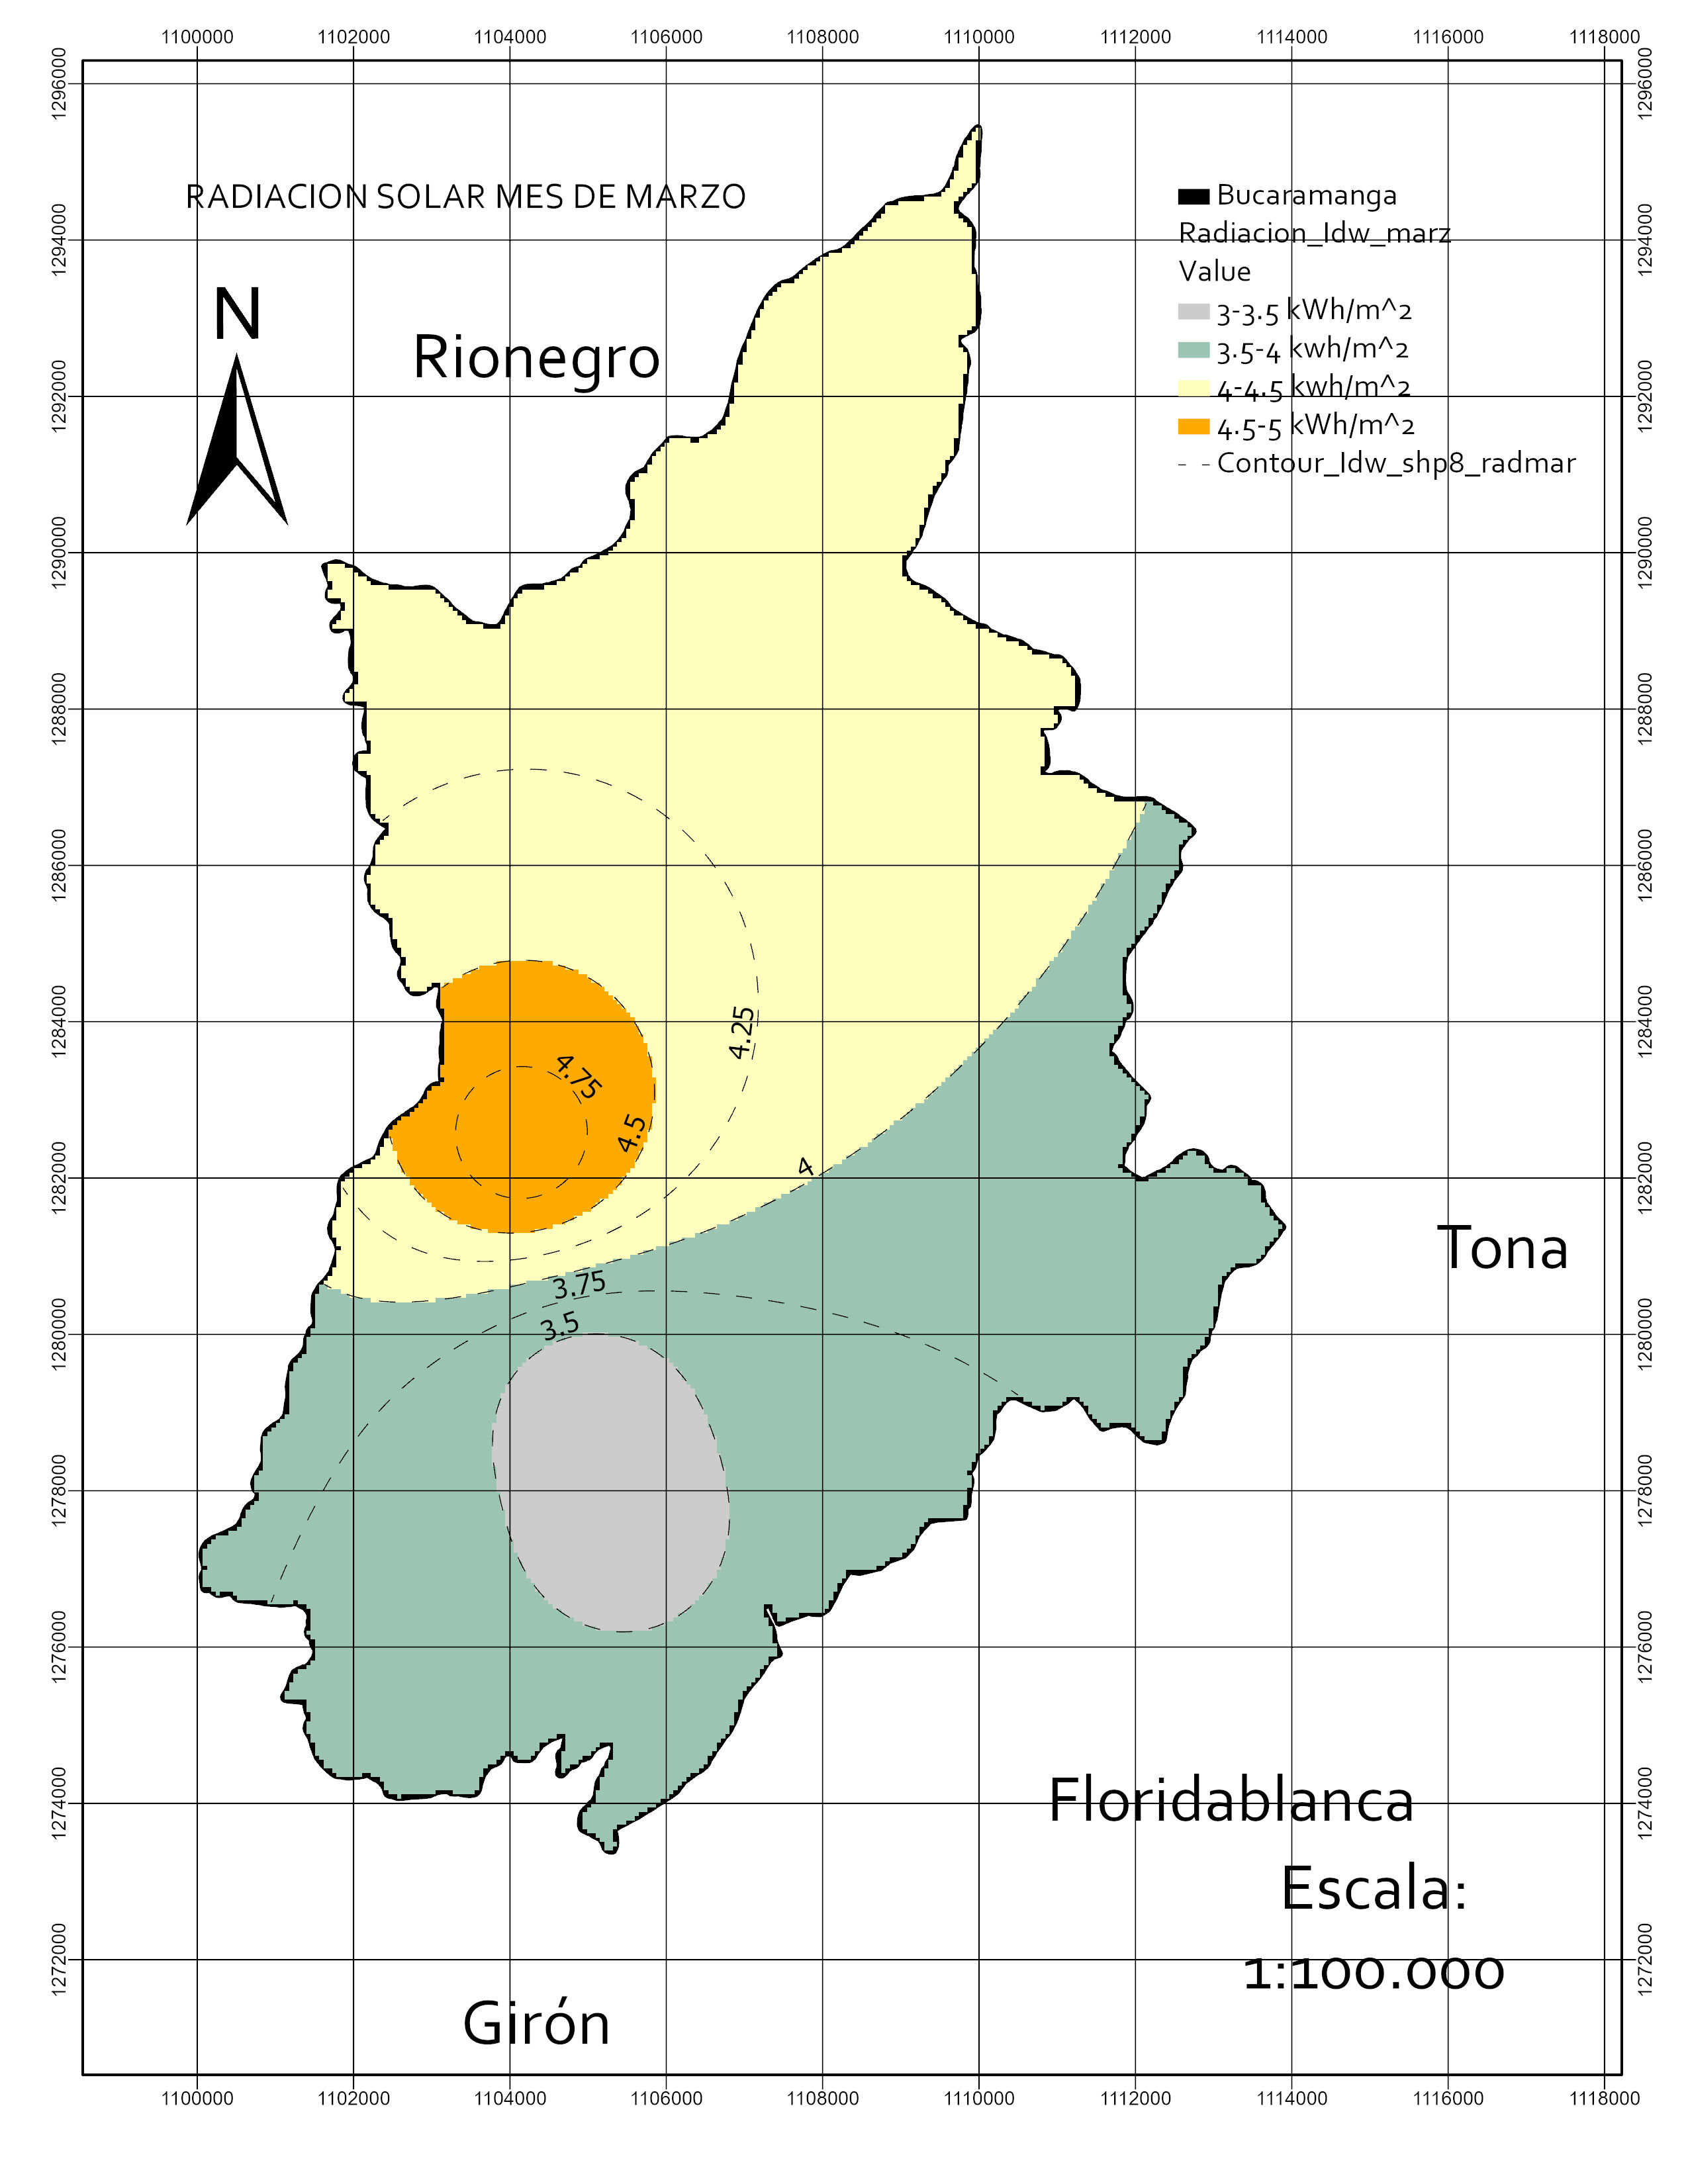 1100000 1102000 1104000 1106000 1108000 1110000 1112000 1114000 1116000 1118000
1296000 1296000
RADIACION SOLAR MES DE MARZO
Bucaramanga
Radiacion_Idw_marz
Value
3-3.5 kWh/m^2
3.5-4 kwh/m^2
4-4.5 kwh/m^2
4.5-5 kWh/m^2
Contour_Idw_shp8_radmar
1294000 1294000
N
Rionegro
1292000 1292000
1290000 1290000
1288000 1288000
1286000 1286000
4.25
1284000 1284000
4.75
4.5
4
1282000 1282000
Tona
3.75
3.5
1280000 1280000
1278000 1278000
1276000 1276000
Floridablanca
1274000 1274000
Escala:
1:100.000
1272000 1272000
Girón
1100000 1102000 1104000 1106000 1108000 1110000 1112000 1114000 1116000 1118000